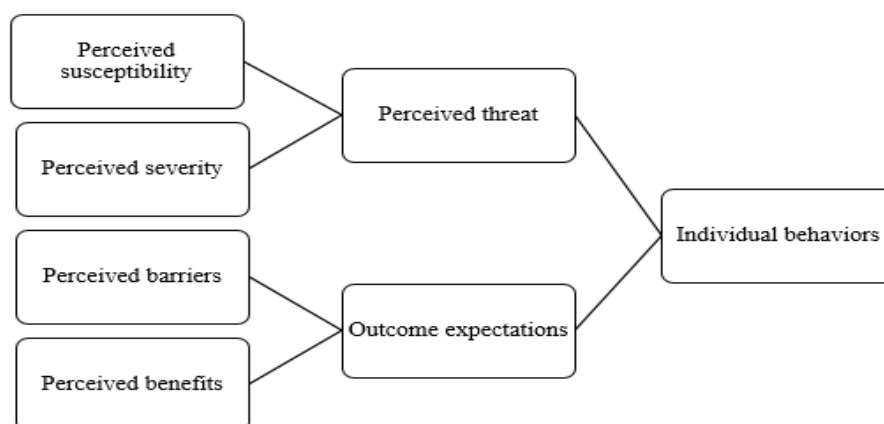 Perceived
susceptibility
Perceived threat
Perceived severity
Individual behaviors
Perceived barriers
Outcome expectations
Perceived benefits